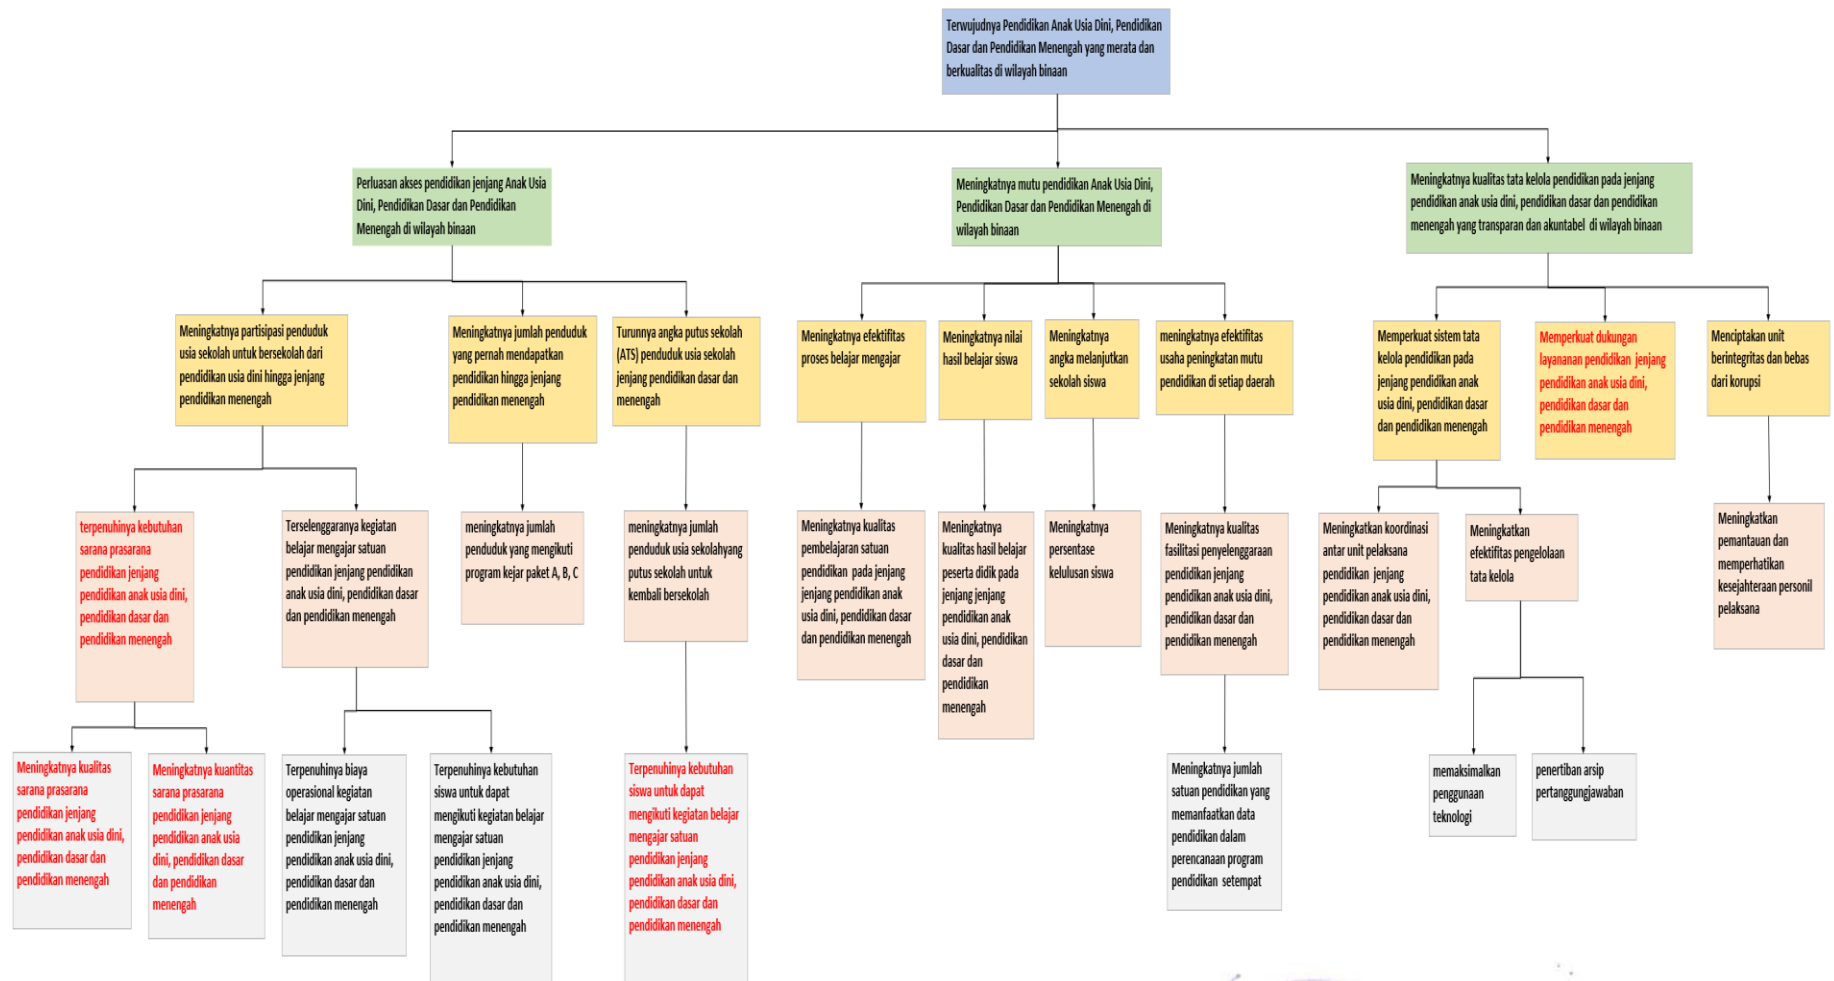 Terwujudnya Pendidikan Anak Usia Dini, Pendidikan
Dasar dan Pendidikan Menengah yang merata dan
berkualitas di wilayah binaan
Perluasan akses pendidikan jenjang Anak Usia
Dini, Pendidikan Dasar dan Pendidikan
Menengah di wilayah binaan
Meningkatnya mutu pendidikan Anak Usia Dini,
Pendidikan Dasar dan Pendidikan Menengah di
wilayah binaan
Meningkatnya kualitas tata kelola pendidikan pada jenjang
pendidikan anak usia dini, pendidikan dasar dan pendidikan
menengah yang transparan dan akuntabel di wilayah binaan
Meningkatnya partisipasi penduduk
usia sekolah untuk bersekolah dari
pendidikan usia dini hingga jenjang
pendidikan menengah
Meningkatnya jumlah penduduk
yang pernah mendapatkan
pendidikan hingga jenjang
pendidikan menengah
Turunnya angka putus sekolah
(ATS) penduduk usia sekolah
jenjang pendidikan dasar dan
menengah
Meningkatnya efektifitas
proses belajar mengajar
Meningkatnya nilai
hasil belajar siswa
Meningkatnya
angka melanjutkan
sekolah siswa
meningkatnya efektifitas
usaha peningkatan mutu
pendidikan di setiap daerah
Memperkuat sistem tata
kelola pendidikan pada
jenjang pendidikan anak
usia dini, pendidikan dasar
dan pendidikan menengah
Memperkuat dukungan
layananan pendidikan jenjang
pendidikan anak usia dini,
pendidikan dasar dan
pendidikan menengah
Menciptakan unit
berintegritas dan bebas
dari korupsi
terpenuhinya kebutuhan
sarana prasarana
pendidikan jenjang
pendidikan anak usia dini,
pendidikan dasar dan
pendidikan menengah
Terselenggaranya kegiatan
belajar mengajar satuan
pendidikan jenjang pendidikan
anak usia dini, pendidikan dasar
dan pendidikan menengah
meningkatnya jumlah
penduduk yang mengikuti
program kejar paket A, B, C
meningkatnya jumlah
penduduk usia sekolahyang
putus sekolah untuk
kembali bersekolah
Meningkatnya kualitas
pembelajaran satuan
pendidikan pada jenjang
jenjang pendidikan anak
usia dini, pendidikan dasar
dan pendidikan menengah
Meningkatnya
kualitas hasil belajar
peserta didik pada
jenjang jenjang
pendidikan anak
usia dini, pendidikan
dasar dan
pendidikan
menengah
Meningkatnya
persentase
kelulusan siswa
Meningkatnya kualitas
fasilitasi penyelenggaraan
pendidikan jenjang
pendidikan anak usia dini,
pendidikan dasar dan
pendidikan menengah
Meningkatkan koordinasi
antar unit pelaksana
pendidikan jenjang
pendidikan anak usia dini,
pendidikan dasar dan
pendidikan menengah
Meningkatkan
efektifitas pengelolaan
tata kelola
Meningkatkan
pemantauan dan
memperhatikan
kesejahteraan personil
pelaksana
Meningkatnya kualitas
sarana prasarana
pendidikan jenjang
pendidikan anak usia dini,
pendidikan dasar dan
pendidikan menengah
Meningkatnya kuantitas
sarana prasarana
pendidikan jenjang
pendidikan anak usia
dini, pendidikan dasar
dan pendidikan
menengah
Terpenuhinya biaya
operasional kegiatan
belajar mengajar satuan
pendidikan jenjang
pendidikan anak usia dini,
pendidikan dasar dan
pendidikan menengah
Terpenuhinya kebutuhan
siswa untuk dapat
mengikuti kegiatan belajar
mengajar satuan
pendidikan jenjang
pendidikan anak usia dini,
pendidikan dasar dan
pendidikan menengah
Terpenuhinya kebutuhan
siswa untuk dapat
mengikuti kegiatan belajar
mengajar satuan
pendidikan jenjang
pendidikan anak usia dini,
pendidikan dasar dan
pendidikan menengah
Meningkatnya jumlah
satuan pendidikan yang
memanfaatkan data
pendidikan dalam
perencanaan program
pendidikan setempat
memaksimalkan
penggunaan
teknologi
penertiban arsip
pertanggungjawaban